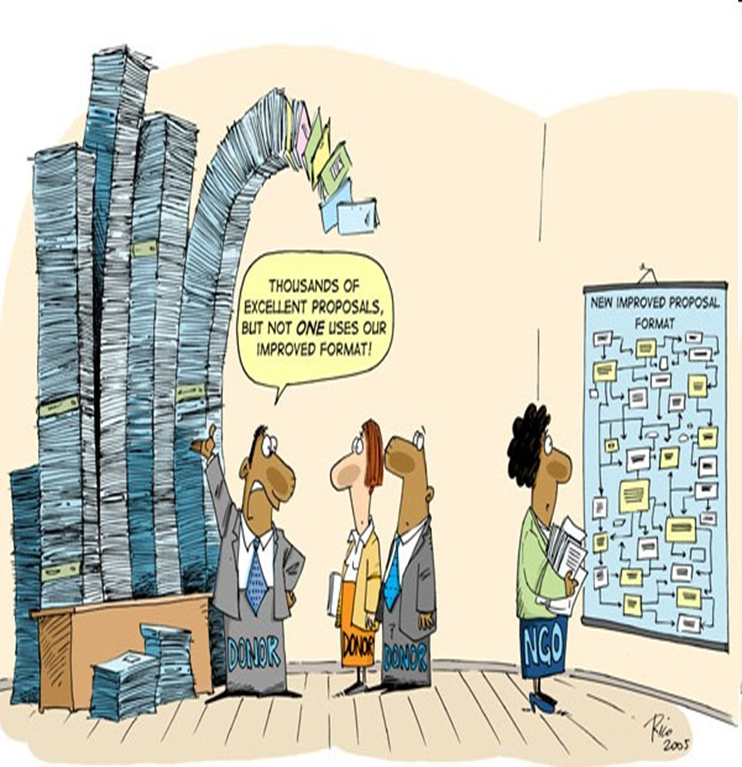 THOUSANDS OF
EXCELLENT PROPOSALS,
BUT NOT ONE USES OUR
IMPROVED FORMAT!
NEW IMPROVED PROPOSAL
FORMAT
DONOR
DONOR
DONOR
NGO
Rico
2005